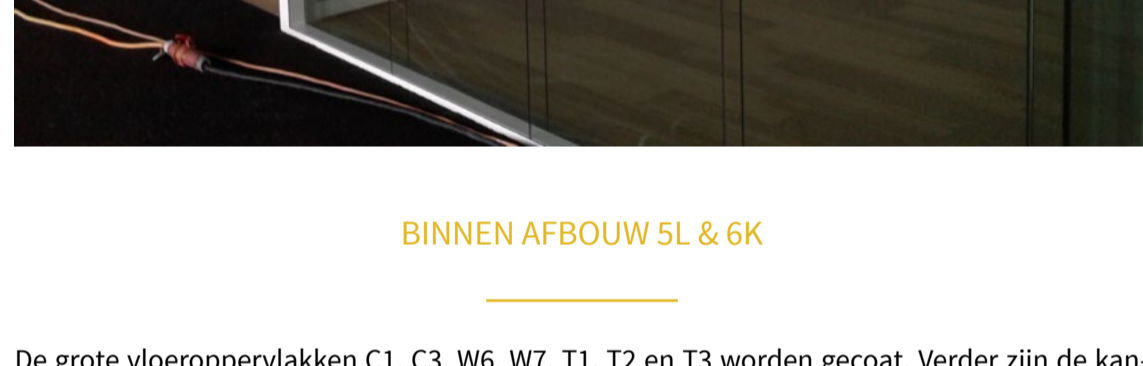 BINNEN AFBOUW 5L & 6K
De grote vloeroppervlakken C1, C3, W6, W7, T1, T2 en T3 worden gecoat. Verder zijn de kan-